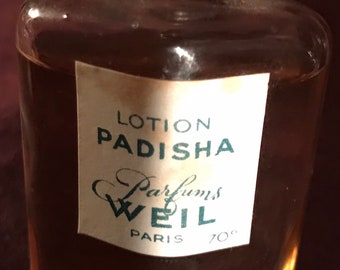 LOTION
PADISHA
Parfums
WEIL
PARIS 70°